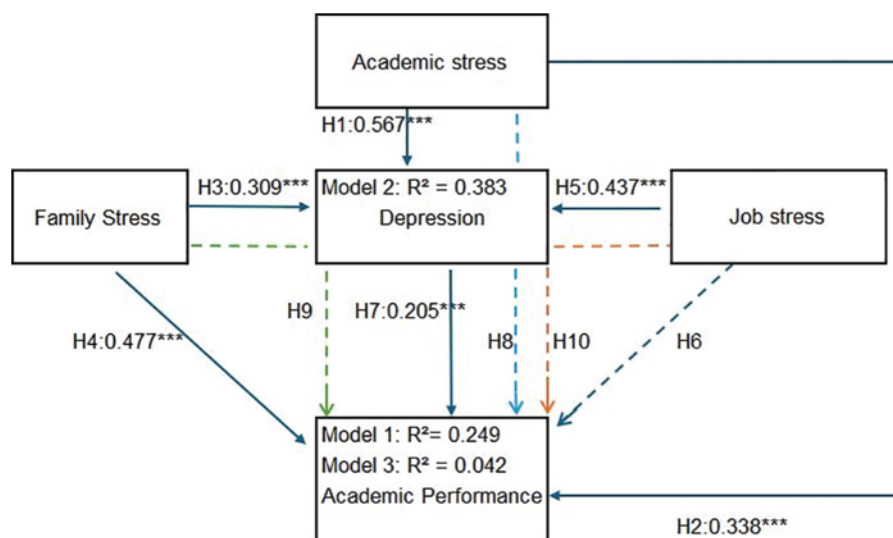 Academic stress
H1:0.567***
H3:0.309***
Model 2: R² = 0.383
H5:0.437***
Family Stress
Depression
Job stress
H9
H7:0.205***
H8
H10
H6
H4:0.477***
Model 1: R²= 0.249
Model 3: R² = 0.042
Academic Performance
H2:0.338***